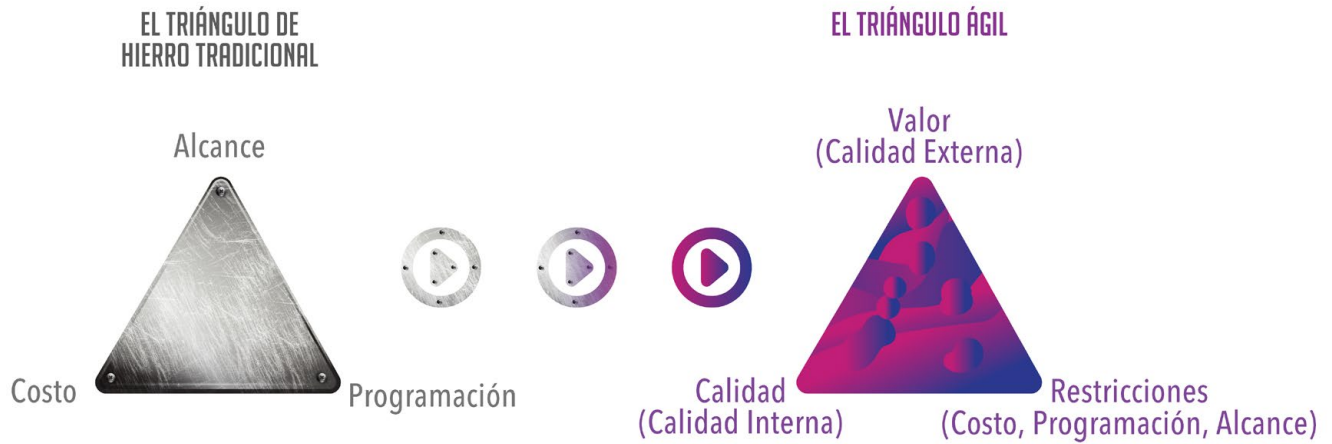 EL TRIÁNGULO DE
HIERRO TRADICIONAL
Alcance
Costo
Programación
EL TRIÁNGULO ÁGIL
Valor
(Calidad Externa)
Calidad
(Calidad Interna)
Restricciones
(Costo, Programación, Alcance)